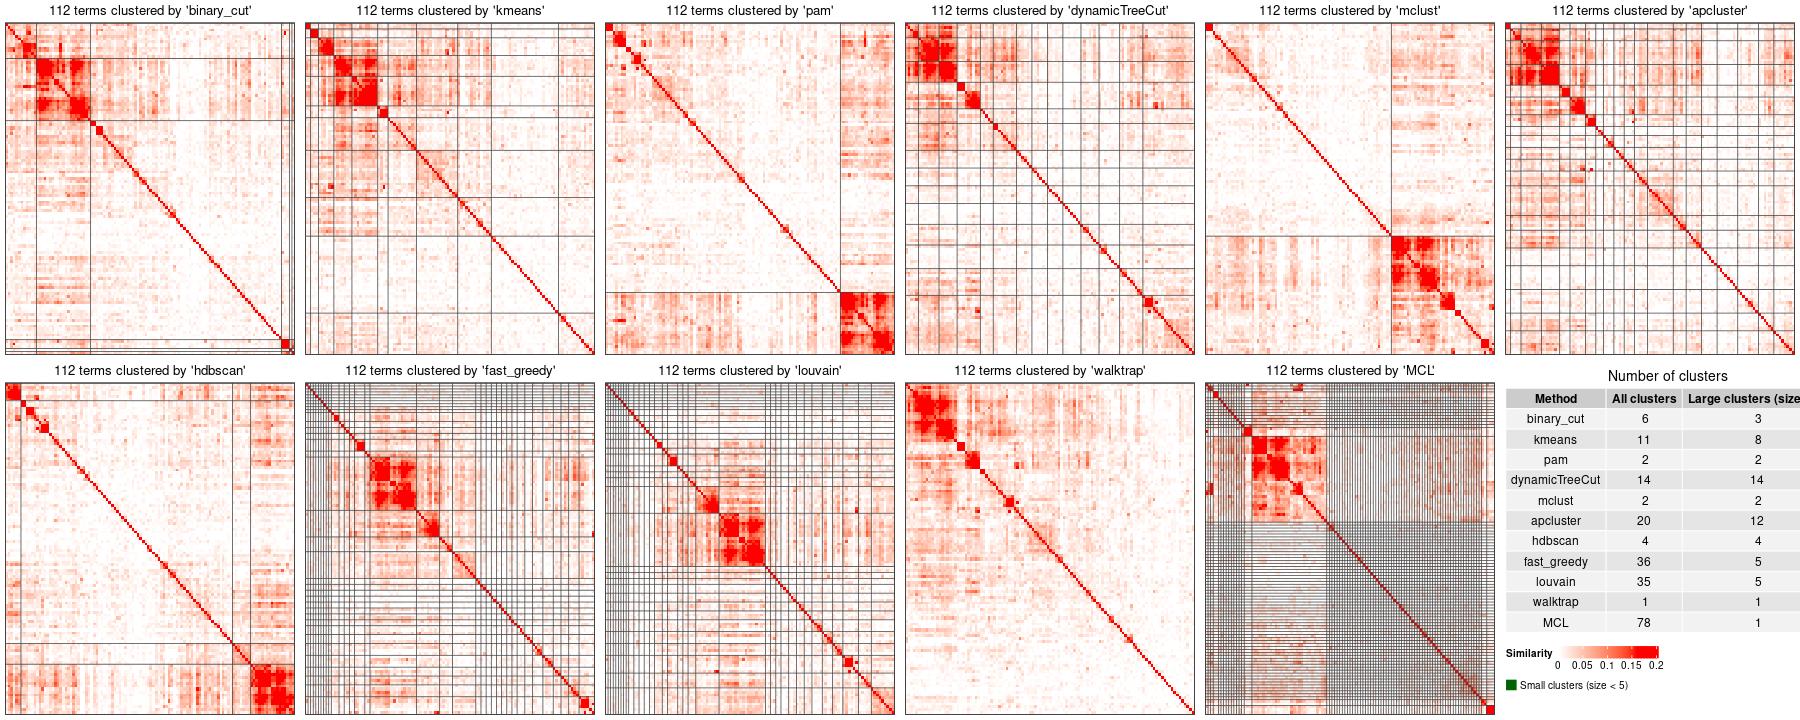 112 terms clustered by 'binary_cut'
112 terms clustered by 'kmeans'
112 terms clustered by 'pam'
112 terms clustered by 'dynamicTreeCut'
112 terms clustered by 'mclust'
112 terms clustered by 'apcluster'
112 terms clustered by 'hdbscan'
112 terms clustered by 'fast_greedy'
112 terms clustered by 'louvain'
112 terms clustered by 'walktrap'
112 terms clustered by 'MCL'
Number of clusters
Method All clusters Large clusters (size
binary_cut 6 3
kmeans 11 8
pam 2 2
dynamicTreeCut 14 14
mclust 2 2
apcluster 20 12
hdbscan 4 4
fast_greedy 36 5
louvain 35 5
walktrap 1 1
MCL 78 1
Similarity
0 0.05 0.1 0.15 0.2
Small clusters (size < 5)